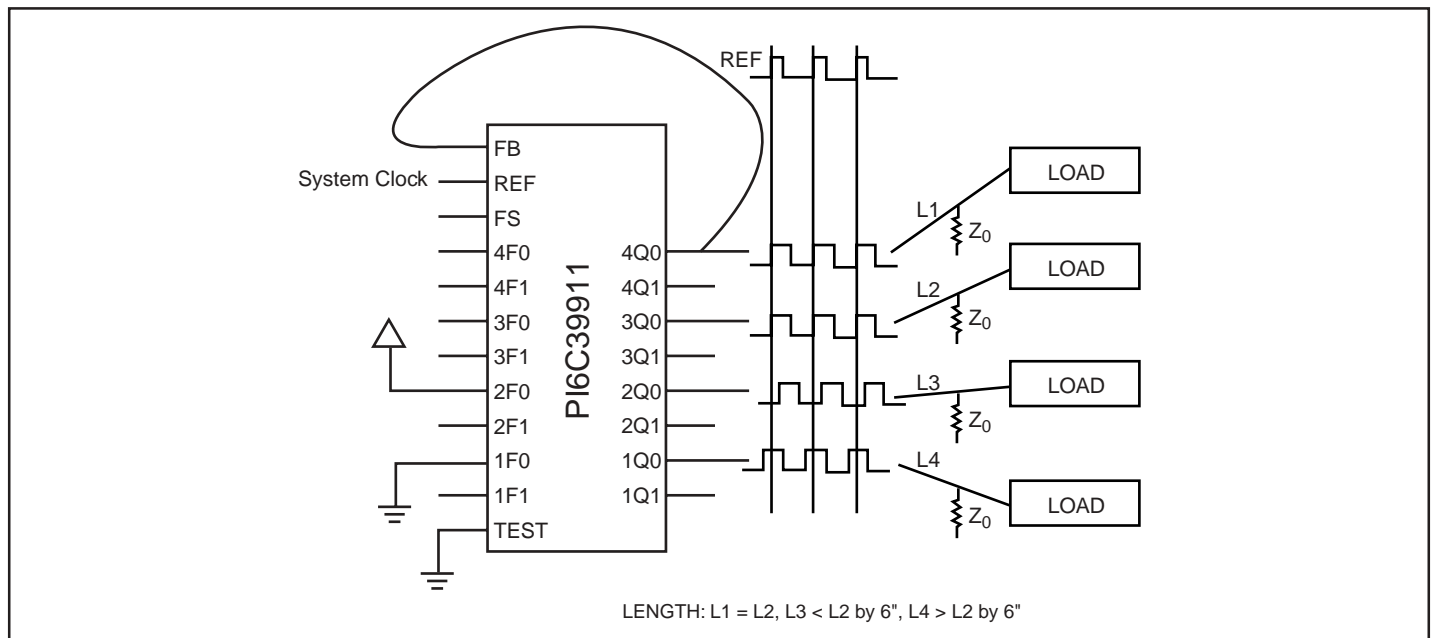 REF
FB
System Clock
REF
FS
4F0
4F1
3F0
3F1
2F0
2F1
1F0
1F1
TEST
PI6C39911
4Q0
4Q1
3Q0
3Q1
2Q0
2Q1
1Q0
1Q1
L1
Z0
LOAD
L2
Z0
LOAD
L3
Z0
LOAD
L4
Z0
LOAD
LENGTH: L1 = L2, L3 < L2 by 6", L4 > L2 by 6"